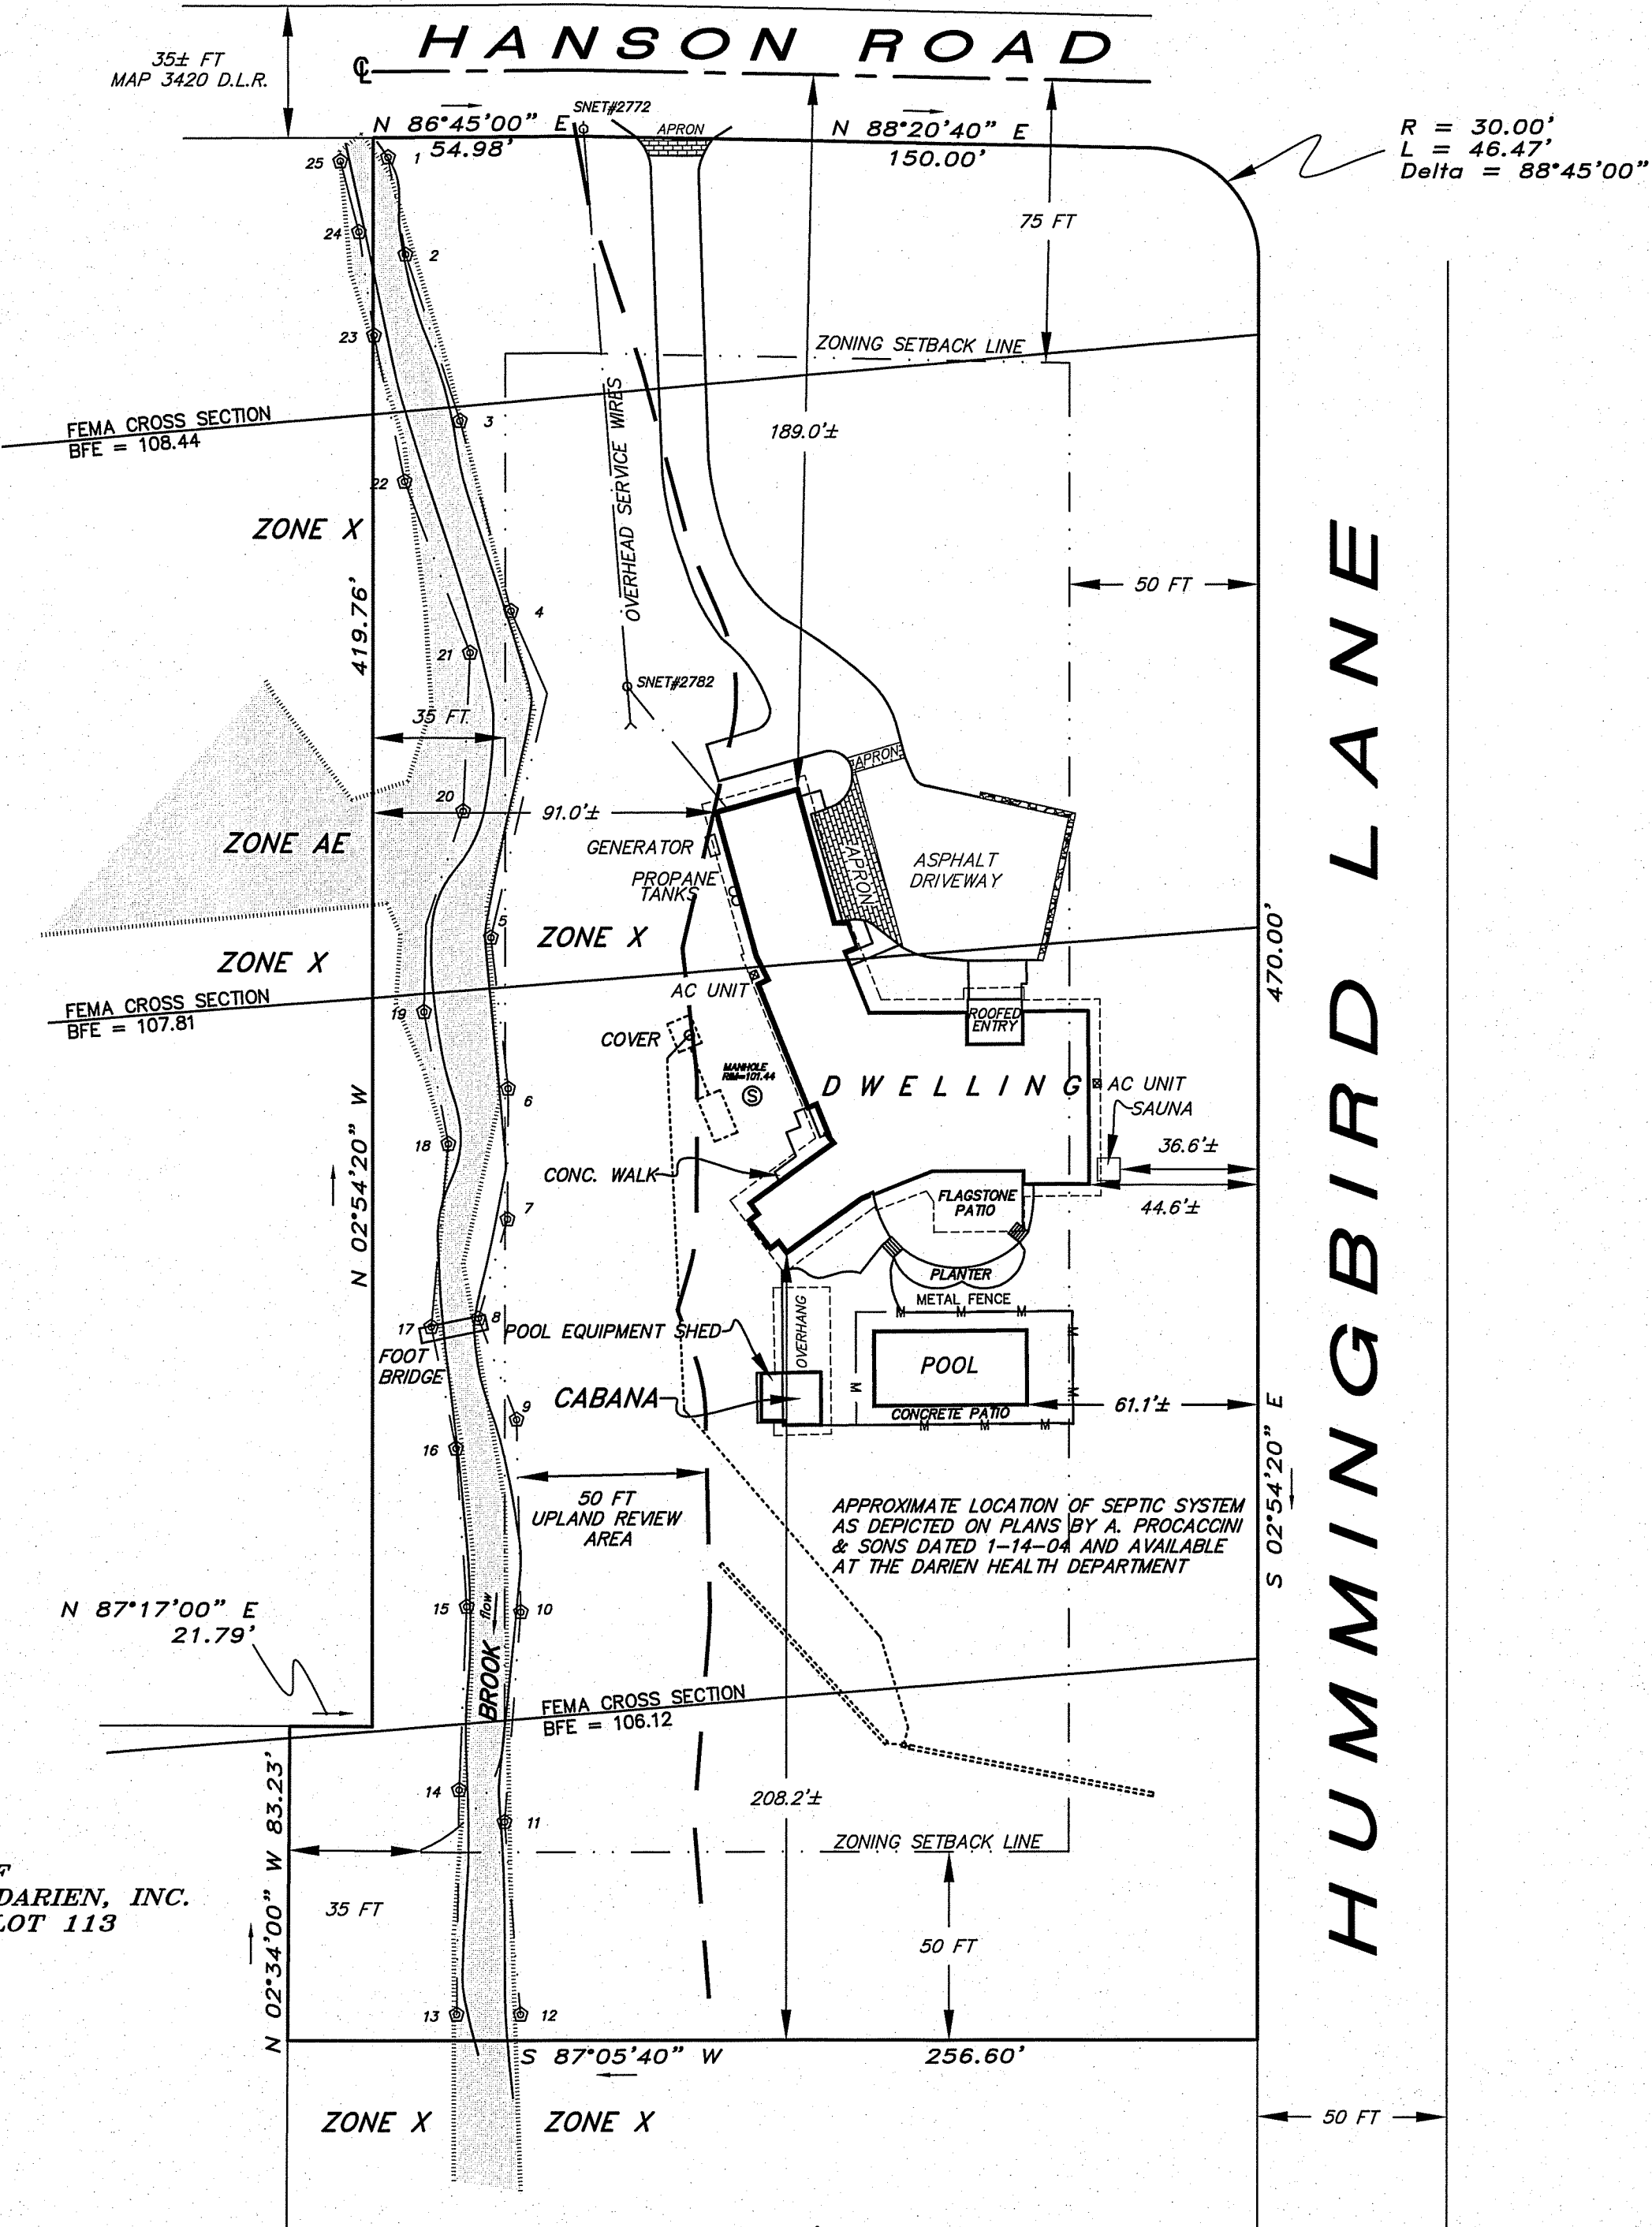 HANSON ROAD
35± FT
MAP 3420 D.L.R.
℄
SNET#2772
N 86°45'00" E
54.98'
APRON
N 88°20'40" E
150.00'
R = 30.00'
L = 46.47'
Delta = 88°45'00"
25
1
24
2
75 FT
23
ZONING SETBACK LINE
FEMA CROSS SECTION
BFE = 108.44
3
OVERHEAD SERVICE WIRES
189.0'±
22
ZONE X
419.76'
50 FT
4
21
SNET#2782
35 FT
APRON
20
91.0'±
ZONE AE
GENERATOR
PROPANE
TANKS
APRON
ASPHALT
DRIVEWAY
5
ZONE X
ZONE X
470.00'
FEMA CROSS SECTION
BFE = 107.81
19
AC UNIT
ROOFED
ENTRY
COVER
MANHOLE
RIM=101.44
S
DWELLING
AC UNIT
SAUNA
6
N 02°54'20" W
18
36.6'±
CONC. WALK
FLAGSTONE
PATIO
44.6'±
7
PLANTER
METAL FENCE
M M M
8
17
POOL EQUIPMENT SHED
OVERHANG
M
FOOT
BRIDGE
POOL
M
M
CABANA
9
CONCRETE PATIO
61.1'±
M M M
16
S 02°54'20" E
50 FT
UPLAND REVIEW
AREA
APPROXIMATE LOCATION OF SEPTIC SYSTEM
AS DEPICTED ON PLANS BY A. PROCACCINI
& SONS DATED 1-14-04 AND AVAILABLE
AT THE DARIEN HEALTH DEPARTMENT
N 87°17'00" E
21.79'
15
flow
10
BROOK
FEMA CROSS SECTION
BFE = 106.12
14
208.2'±
11
ZONING SETBACK LINE
N 02°34'00" W 83.23'
F
DARIEN, INC.
LOT 113
35 FT
50 FT
13
12
S 87°05'40" W
256.60'
ZONE X
ZONE X
50 FT
HUMMINGBIRD LANE